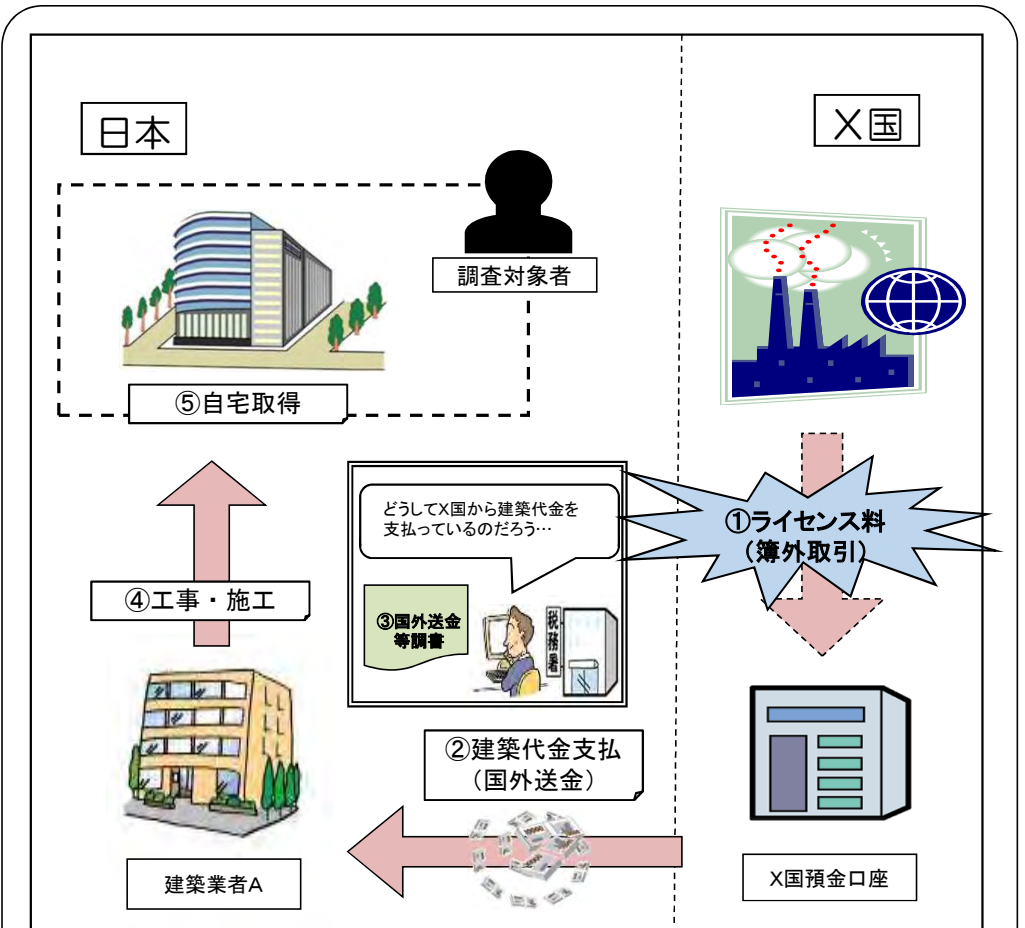 日本
X国
調査対象者
⑤自宅取得
どうしてX国から建築代金を
支払っているのだろう…
①ライセンス料
(簿外取引)
④工事・施工
③国外送金
等調書
税務署
②建築代金支払
(国外送金)
建築業者A
X国預金口座